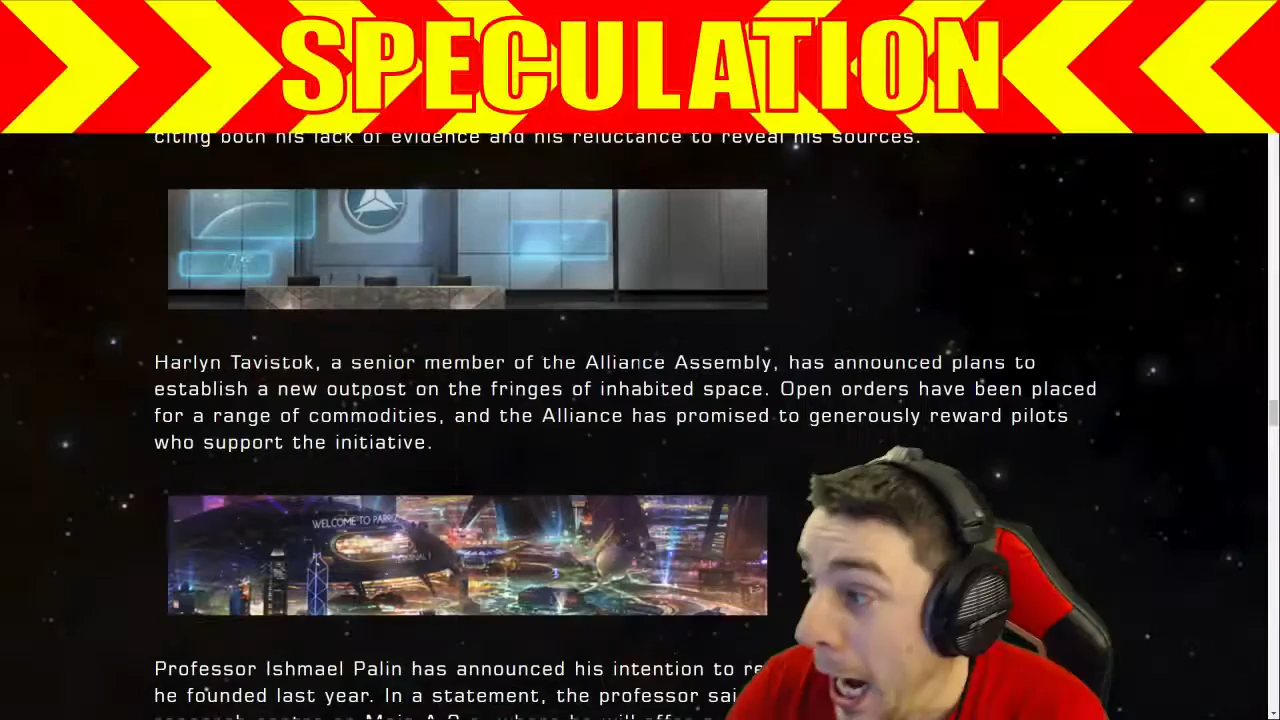 SPECULATION
citing both his lack of evidence and his reluctance to reveal his sources.
Harlyn Tavistok, a senior member of the Alliance Assembly, has announced plans to
establish a new outpost on the fringes of inhabited space. Open orders have been placed
for a range of commodities, and the Alliance has promised to generously reward pilots
who support the initiative.
WELCOME TO
Professor Ishmael Palin has announced his intention to
he founded last year. In a statement, the professor